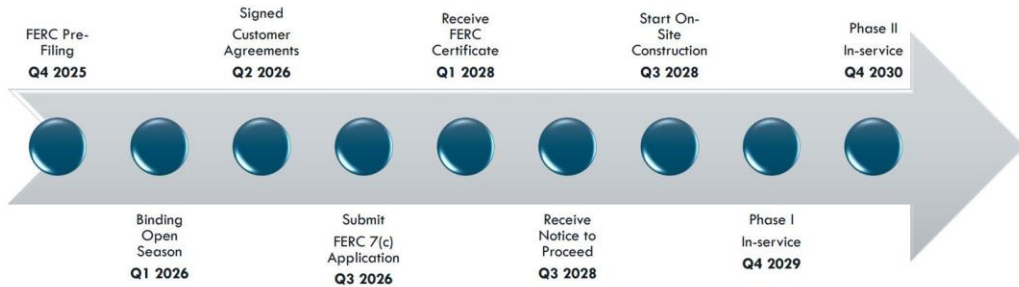 FERC Pre-
Filing
Q4 2025
Binding
Open
Season
Q1 2026
Signed
Customer
Agreements
Q2 2026
Submit
FERC 7(c)
Application
Q3 2026
Receive
FERC
Certificate
Q1 2028
Receive
Notice to
Proceed
Q3 2028
Start On-
Site
Construction
Q3 2028
Phase I
In-service
Q4 2029
Phase II
In-service
Q4 2030